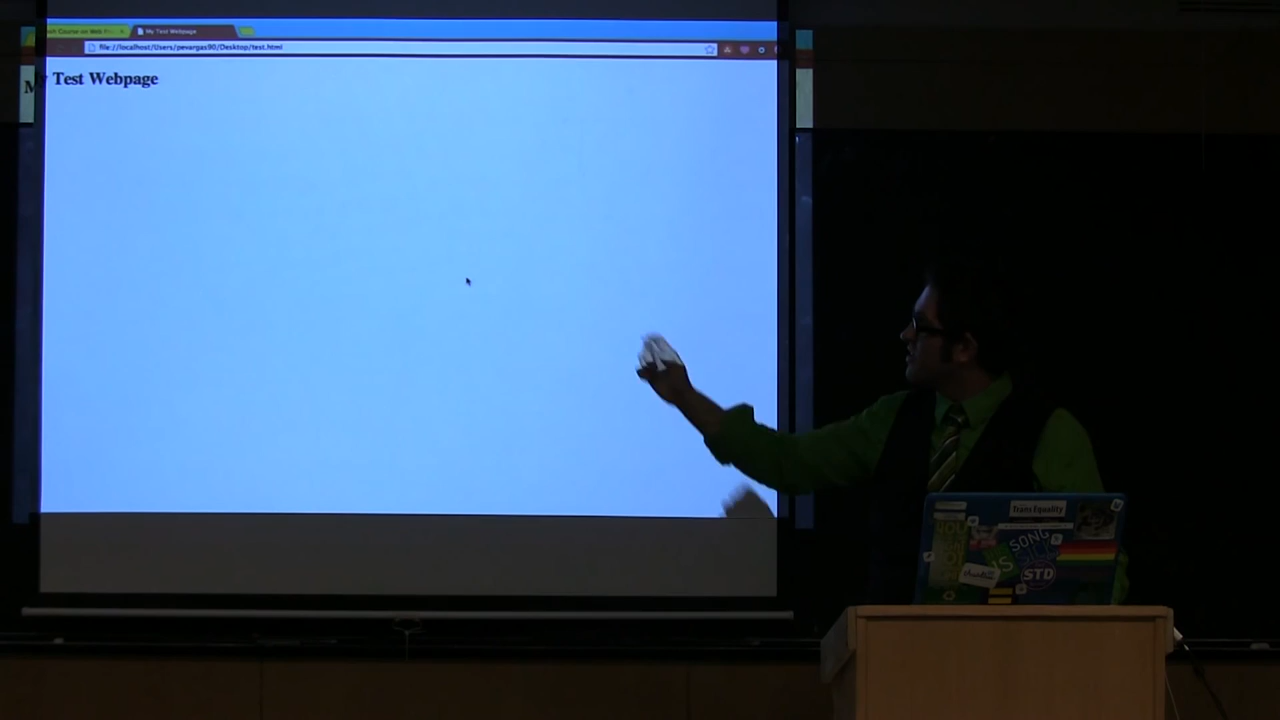 My Test Webpage
file://localhost/Users/pevargas90/Desktop/test.html
My Test Webpage
Trans Equality
SONG
STD